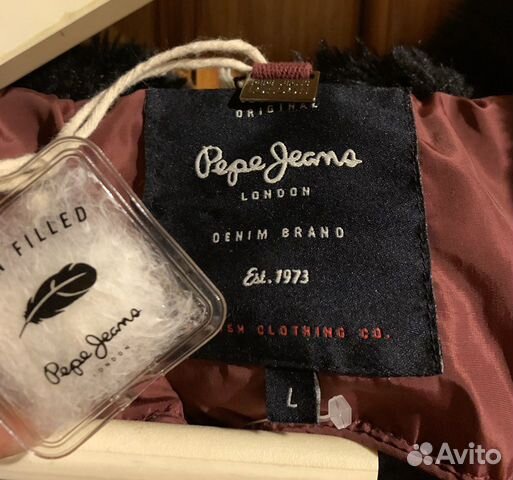 ORIGINAL
Pepe Jeans
LONDON
DENIM BRAND
Est. 1973
CLOTHING CO.
L
FILLED
Pepe Jeans
LONDON
Avito